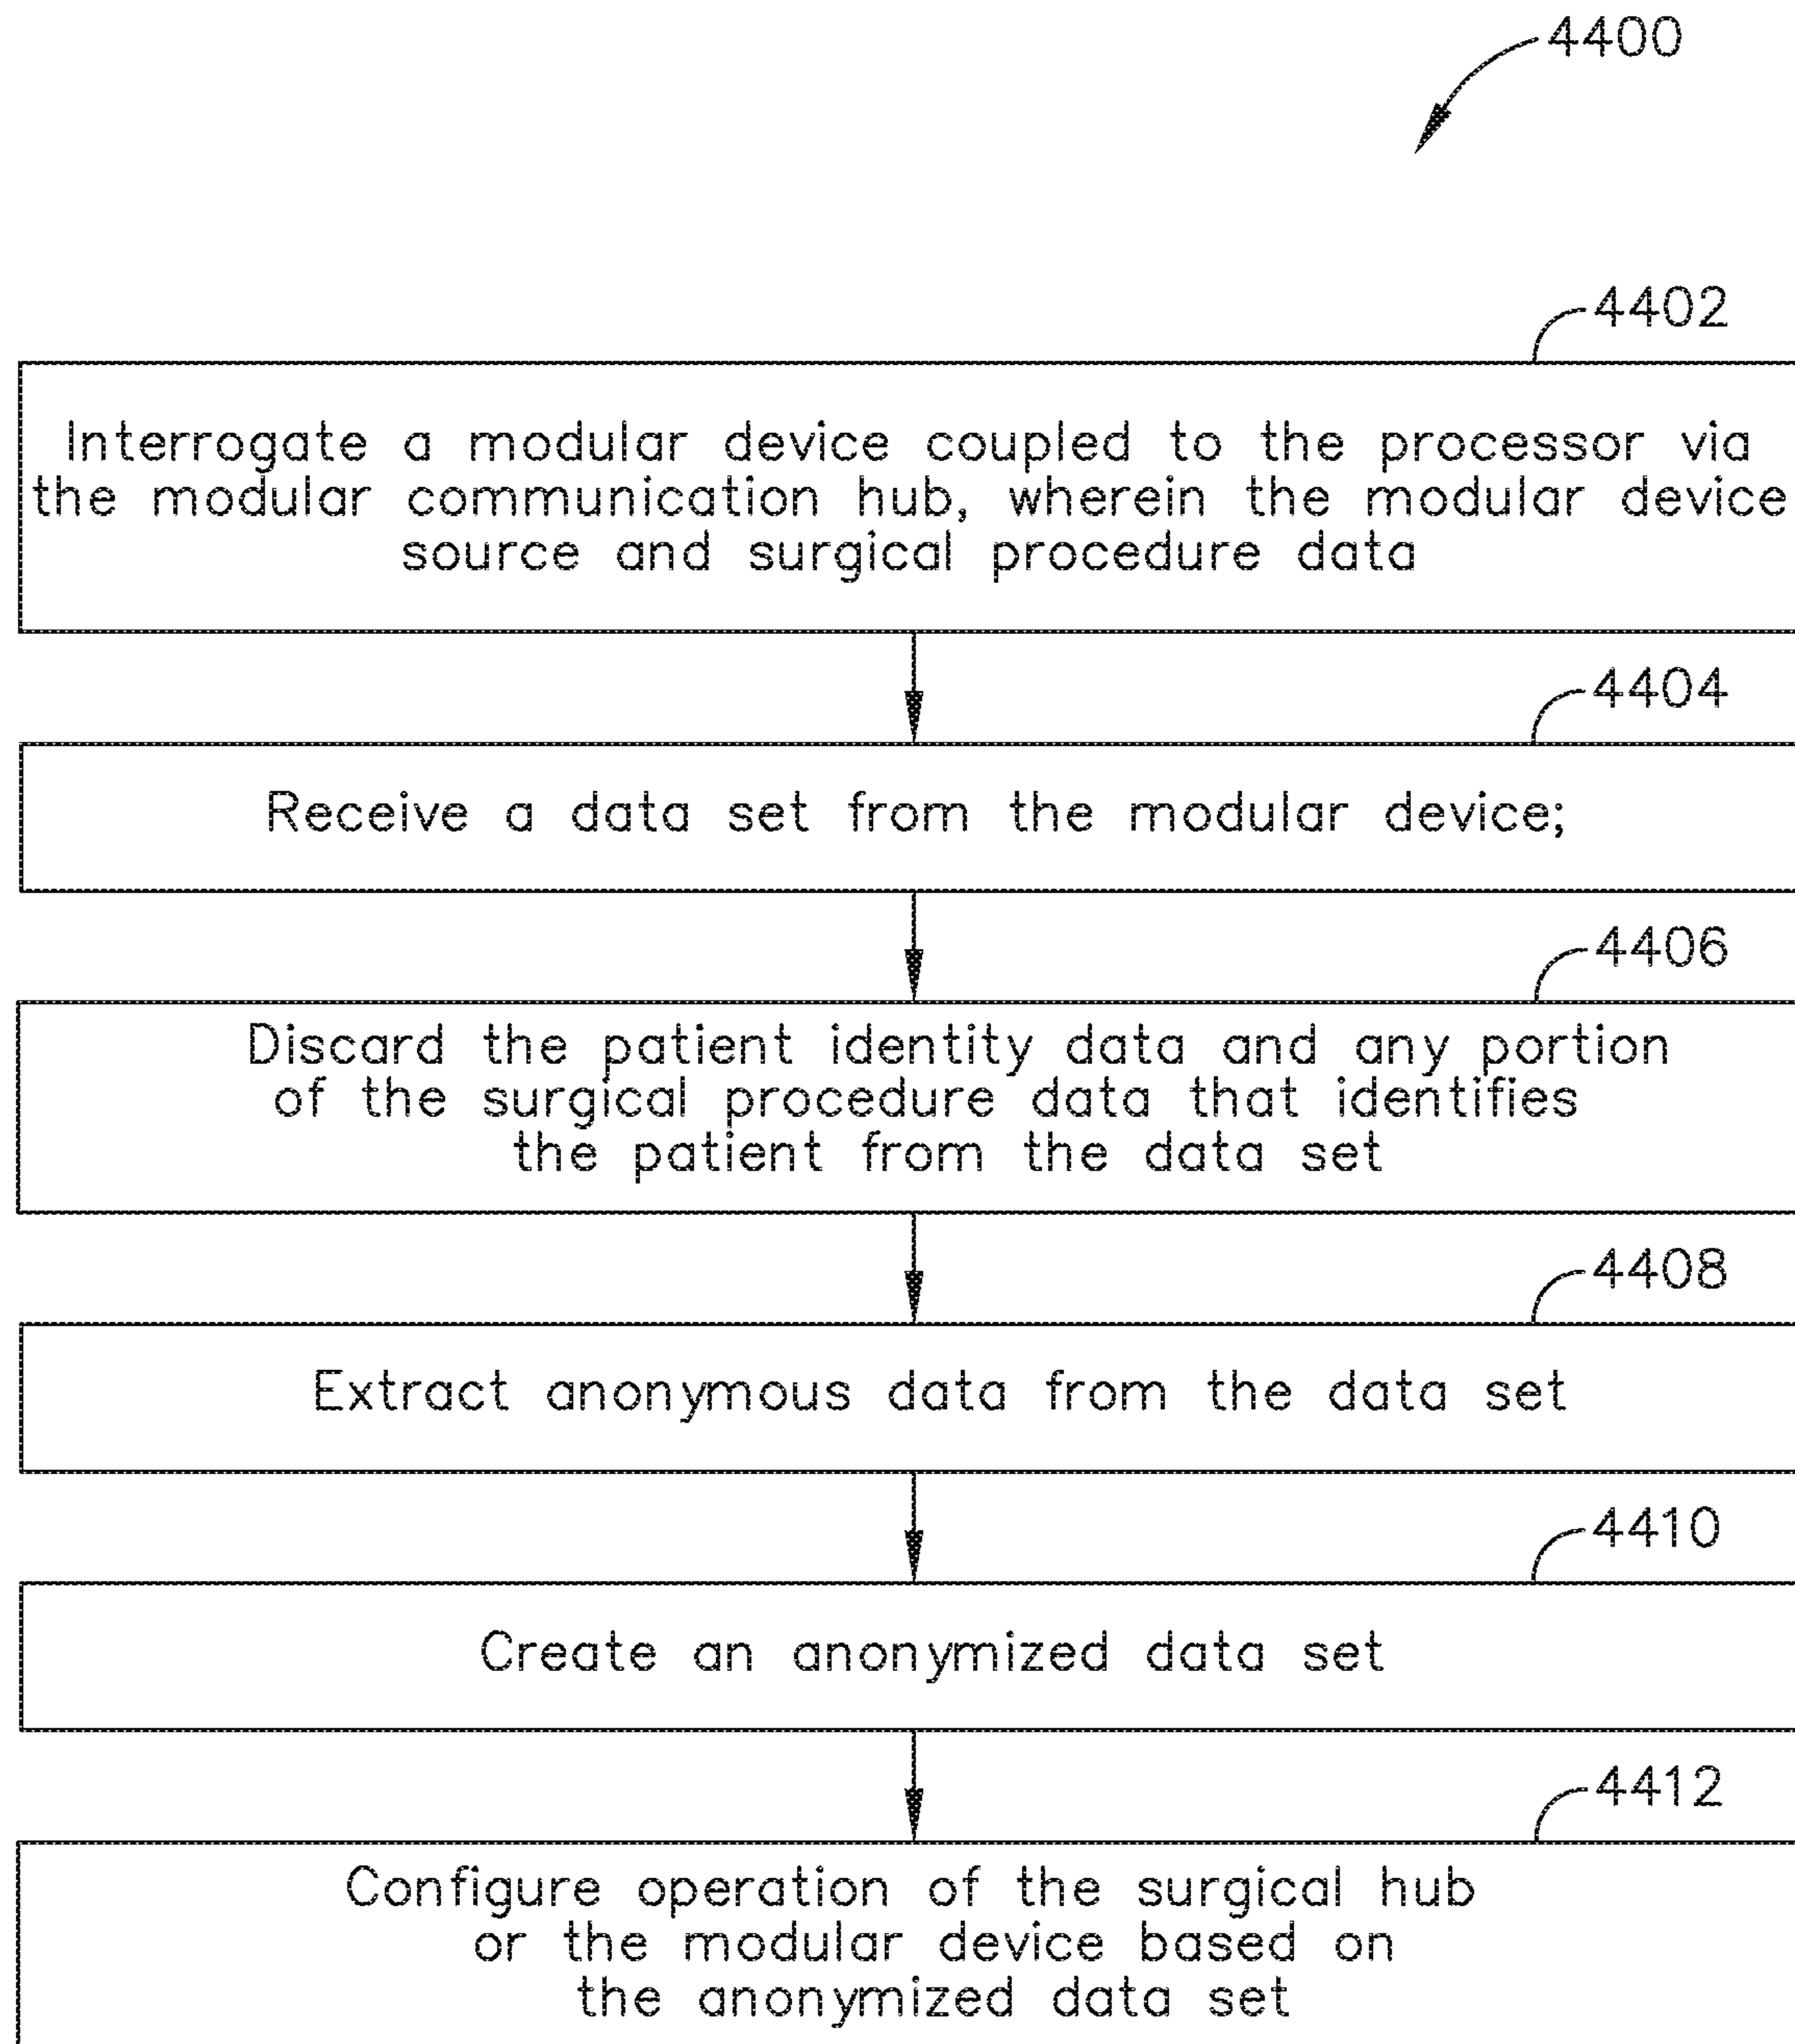 4400
4402
Interrogate a modular device coupled to the processor via
the modular communication hub, wherein the modular device
source and surgical procedure data
4404
Receive a data set from the modular device;
4406
Discard the patient identity data and any portion
of the surgical procedure data that identifies
the patient from the data set
4408
Extract anonymous data from the data set
4410
Create an anonymized data set
4412
Configure operation of the surgical hub
or the modular device based on
the anonymized data set